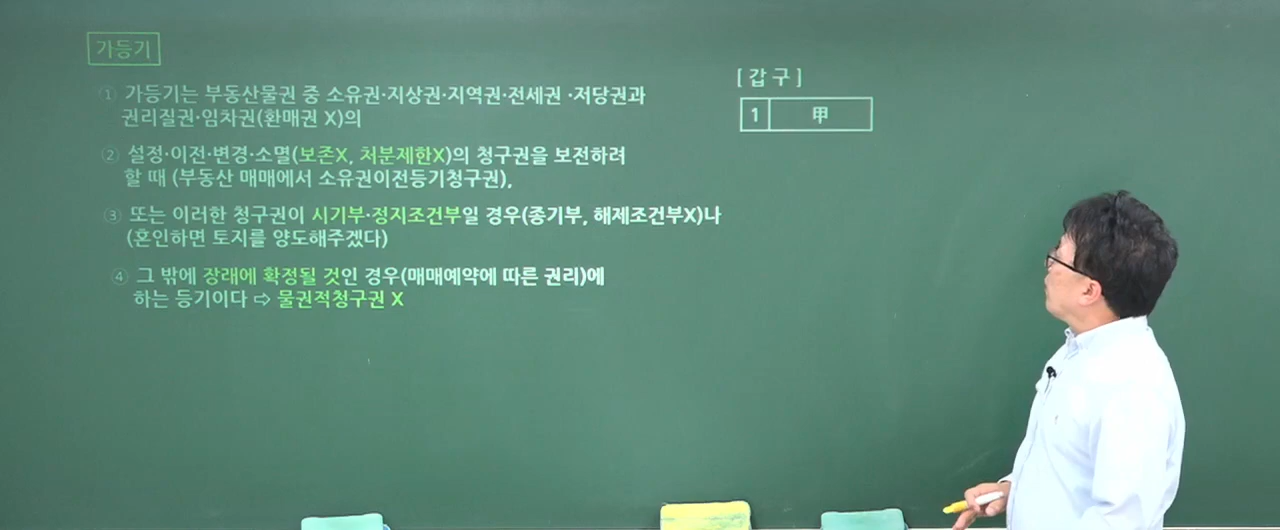 가등기
① 가등기는 부동산물권 중 소유권·지상권·지역권·전세권 ·저당권과
권리질권·임차권(환매권 X)의
② 설정·이전·변경·소멸(보존X, 처분제한X)의 청구권을 보전하려
할 때 (부동산 매매에서 소유권이전등기청구권),
③ 또는 이러한 청구권이 시기부·정지조건부일 경우(종기부, 해제조건부X)나
(혼인하면 토지를 양도해주겠다)
④ 그 밖에 장래에 확정될 것인 경우(매매예약에 따른 권리)에
하는 등기이다 ⇨ 물권적청구권 X
[ 갑 구 ]
1 甲